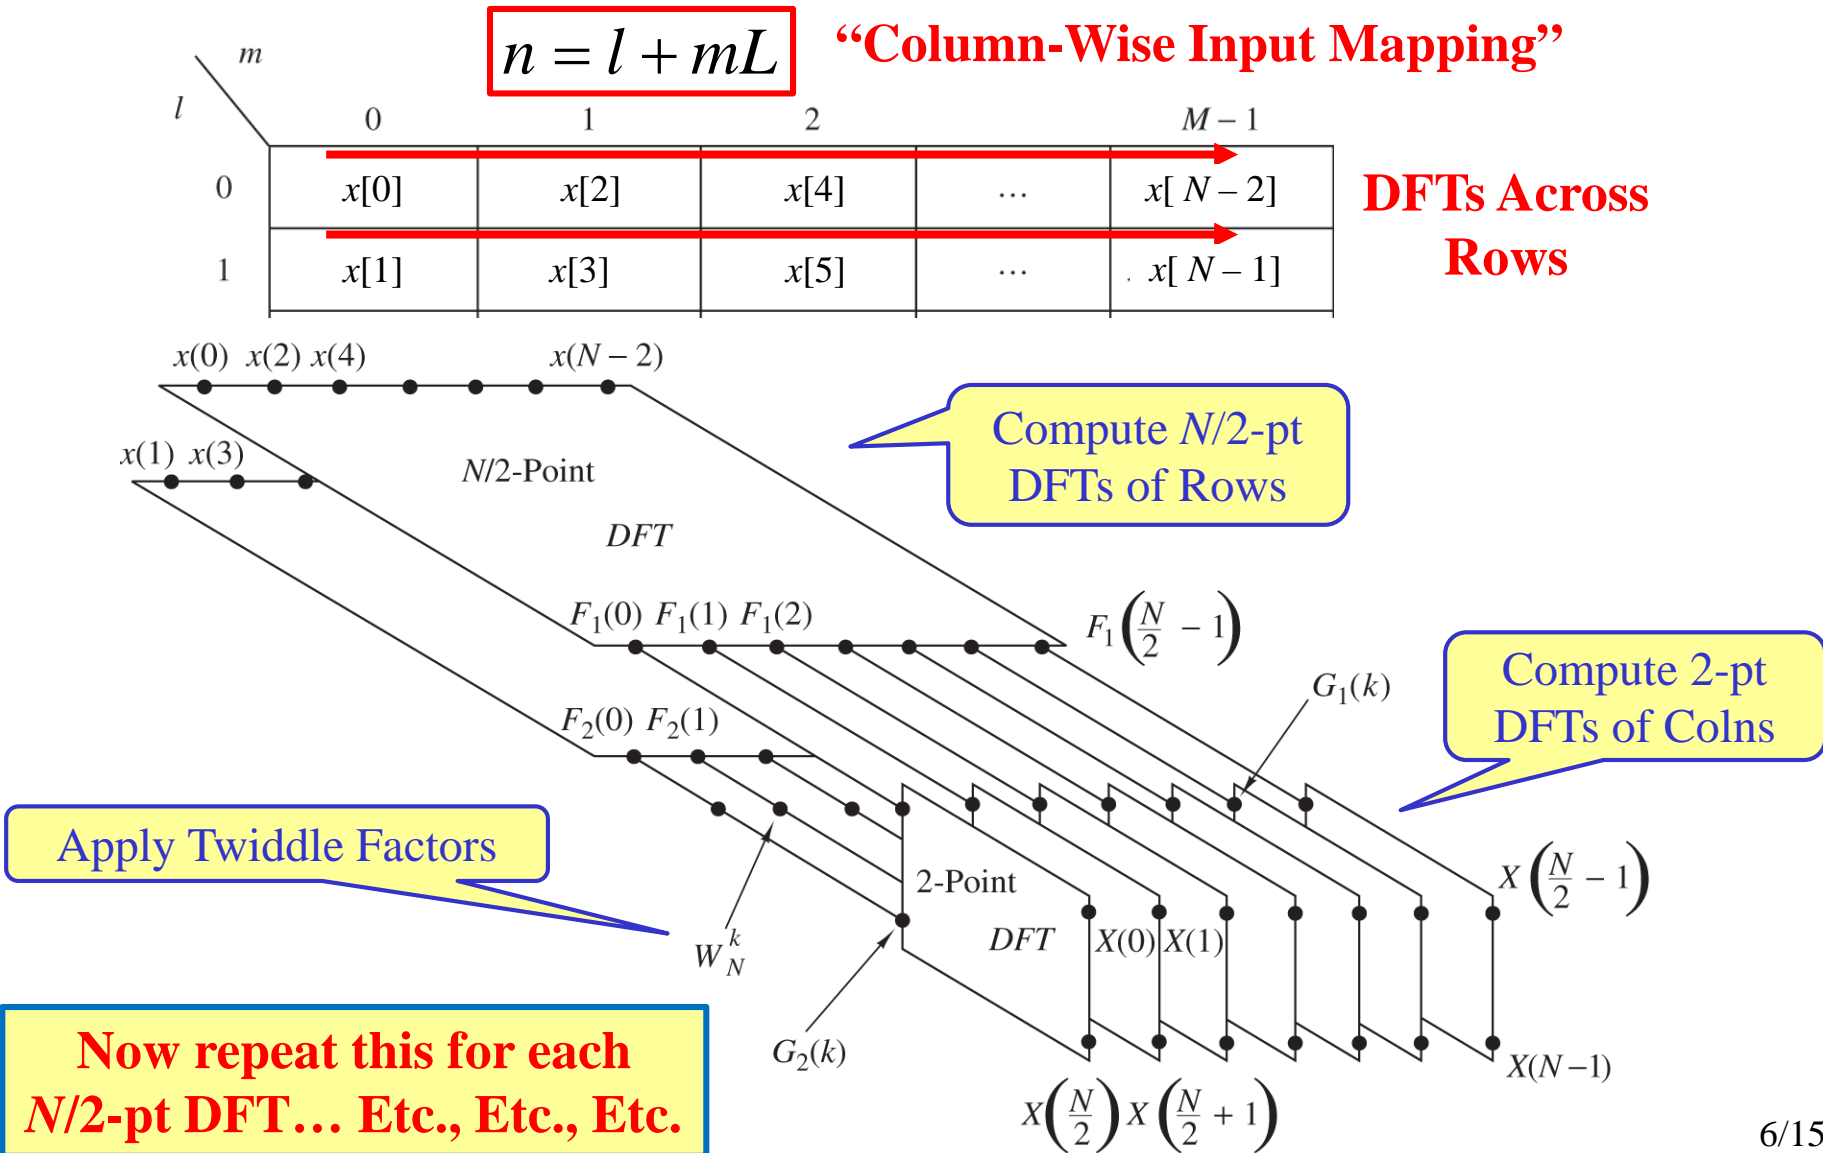 n = l + mL
“Column-Wise Input Mapping”
m
l
0 1 2 M – 1
0 x[0] x[2] x[4] … x[ N – 2]
1 x[1] x[3] x[5] … x[ N – 1]
DFTs Across
Rows
x(0) x(2) x(4) x(N – 2)
x(1) x(3)
N/2-Point
DFT
Compute N/2-pt
DFTs of Rows
F₁(0) F₁(1) F₁(2) F₁(N/2 – 1)
F₂(0) F₂(1)
G₁(k)
Compute 2-pt
DFTs of Colns
Apply Twiddle Factors
2-Point
DFT
W_N^k
G₂(k)
X(0) X(1)
X(N/2 – 1)
X(N/2) X(N/2 + 1)
X(N–1)
Now repeat this for each
N/2-pt DFT… Etc., Etc., Etc.
6/15